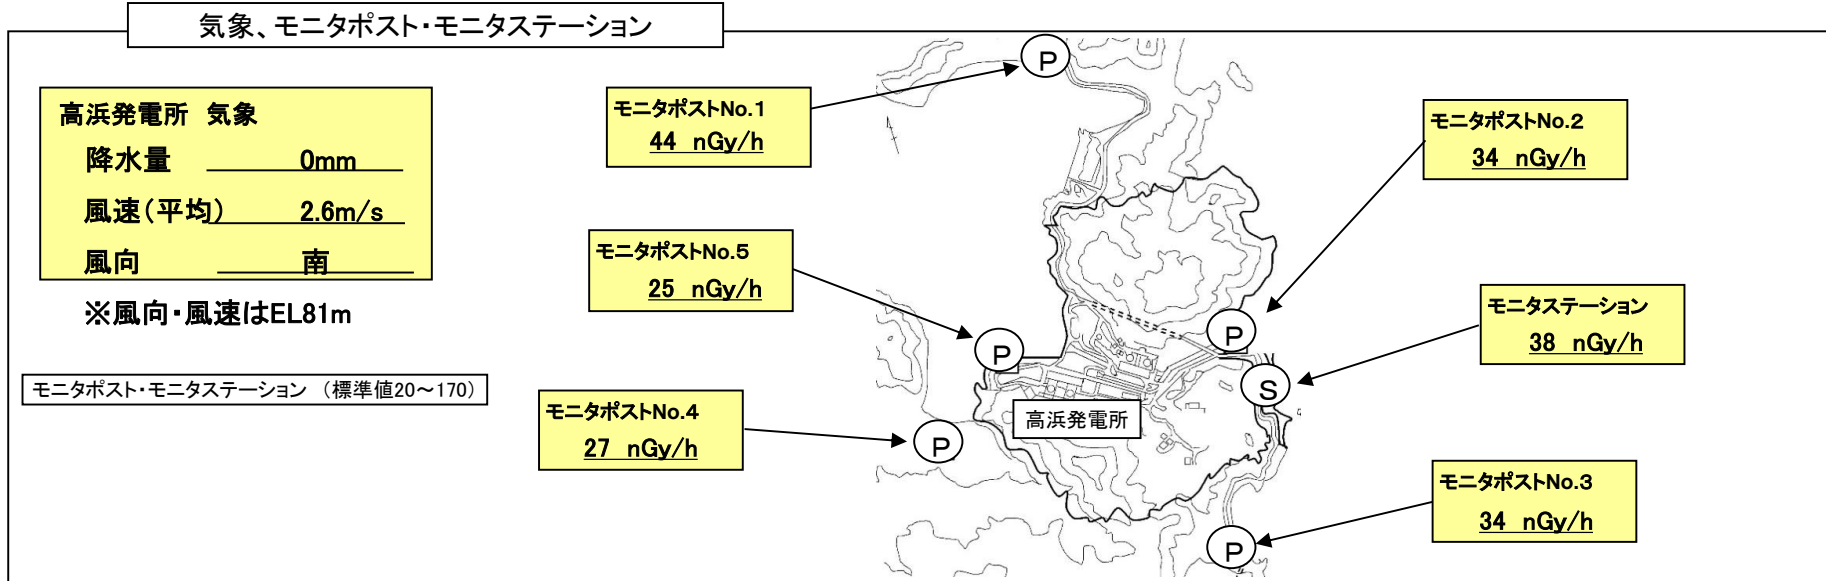 気象、モニタポスト・モニタステーション
高浜発電所 気象
降水量 0mm
風速(平均) 2.6m/s
風向 南
※風向・風速はEL81m
モニタポスト・モニタステーション (標準値20～170)
モニタポストNo.1
44 nGy/h
P
モニタポストNo.2
34 nGy/h
P
モニタポストNo.5
25 nGy/h
P
モニタステーション
38 nGy/h
S
モニタポストNo.4
27 nGy/h
P
高浜発電所
モニタポストNo.3
34 nGy/h
P